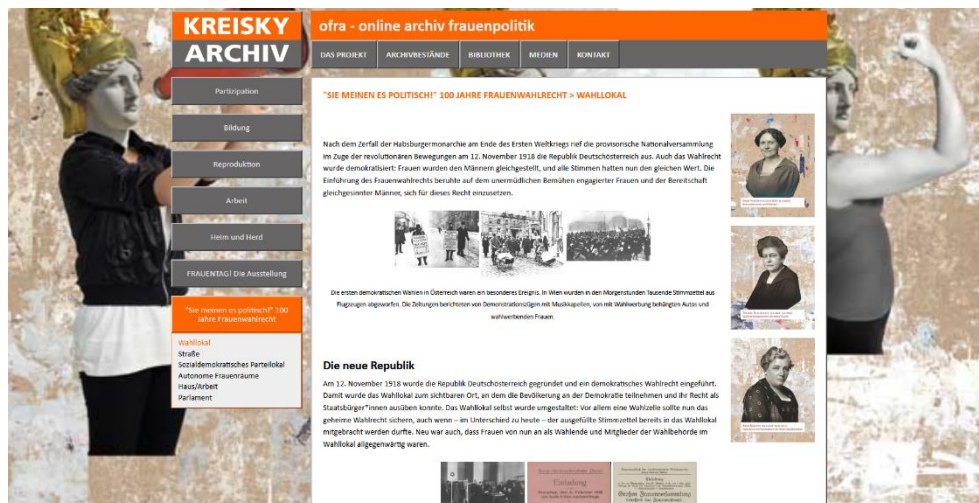 KREISKY
ARCHIV
ofra - online archiv frauenpolitik
DAS PROJEKT
ARCHIVBESTÄNDE
BIBLIOTHEK
MEDIEN
KONTAKT
Partizipation
Bildung
Reproduktion
Arbeit
Heim und Herd
FRAUENTAG! Die Ausstellung
"Sie meinen es politisch!" 100
Jahre Frauenwahlrecht
Wahllokal
Straße
Sozialdemokratisches Parteilokal
Autonome Frauenräume
Haus/Arbeit
Parlament
"SIE MEINEN ES POLITISCH!" 100 JAHRE FRAUENWAHLRECHT > WAHLLOKAL
Nach dem Zerfall der Habsburgermonarchie am Ende des Ersten Weltkriegs rief die provisorische Nationalversammlung
im Zuge der revolutionären Bewegungen am 12. November 1918 die Republik Deutschösterreich aus. Auch das Wahlrecht
wurde demokratisiert: Frauen wurden den Männern gleichgestellt, und alle Stimmen hatten nun den gleichen Wert. Die
Einführung des Frauenwahlrechts beruhte auf dem unermüdlichen Bemühen engagierter Frauen und der Bereitschaft
gleichgesinnter Männer, sich für dieses Recht einzusetzen.
Die ersten demokratischen Wahlen in Österreich waren ein besonderes Ereignis. In Wien wurden in den Morgenstunden Tausende Stimmzettel aus
Flugzeugen abgeworfen. Die Zeitungen berichteten von Demonstrationszügen mit Musikkapellen, von mit Wahlwerbung behängten Autos und
wahlwerbenden Frauen.
Die neue Republik
Am 12. November 1918 wurde die Republik Deutschösterreich gegründet und ein demokratisches Wahlrecht eingeführt.
Damit wurde das Wahllokal zum sichtbaren Ort, an dem die Bevölkerung an der Demokratie teilnehmen und ihr Recht als
Staatsbürger*innen ausüben konnte. Das Wahllokal selbst wurde umgestaltet: Vor allem eine Wahlzelle sollte nun das
geheime Wahlrecht sichern, auch wenn – im Unterschied zu heute – der ausgefüllte Stimmzettel bereits in das Wahllokal
mitgebracht werden durfte. Neu war auch, dass Frauen von nun an als Wählende und Mitglieder der Wahlbehörde im
Wahllokal allgegenwärtig waren.
Einladung
Einladung